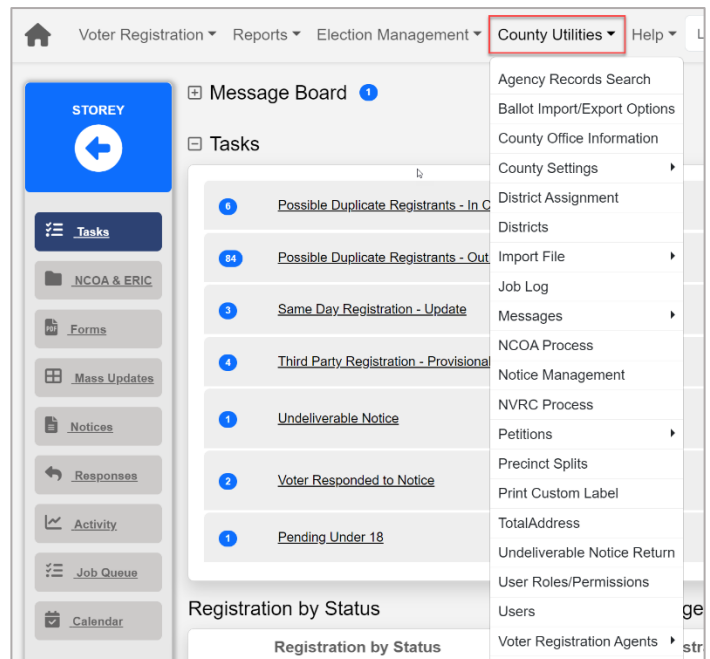 Voter Registration Reports Election Management County Utilities Help L
STOREY
Tasks
NCOA & ERIC
PDF
Forms
Mass Updates
Notices
Responses
Activity
Job Queue
Calendar
Message Board 1
Tasks
6 Possible Duplicate Registrants - In C
84 Possible Duplicate Registrants - Out
3 Same Day Registration - Update
4 Third Party Registration - Provisional
1 Undeliverable Notice
2 Voter Responded to Notice
1 Pending Under 18
Registration by Status
Registration by Status
Agency Records Search
Ballot Import/Export Options
County Office Information
County Settings
District Assignment
Districts
Import File
Job Log
Messages
NCOA Process
Notice Management
NVRC Process
Petitions
Precinct Splits
Print Custom Label
TotalAddress
Undeliverable Notice Return
User Roles/Permissions
Users
Voter Registration Agents
ge
str